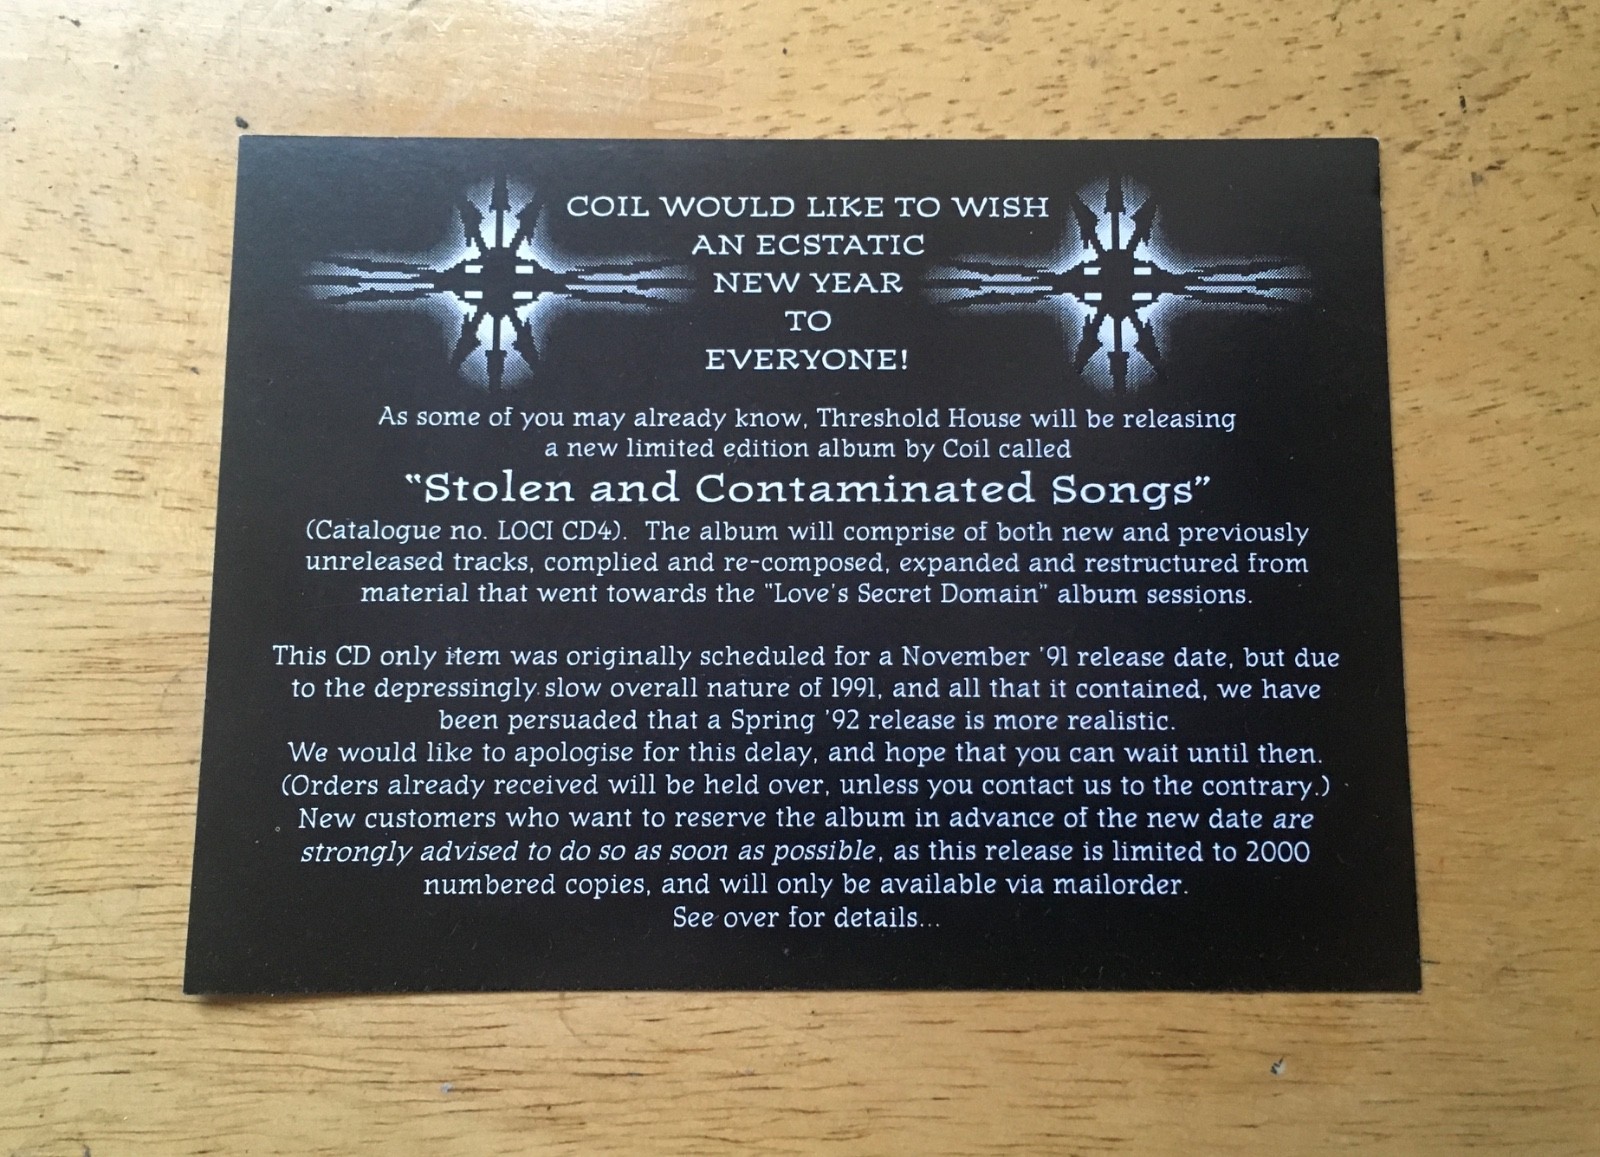 COIL WOULD LIKE TO WISH
AN ECSTATIC
NEW YEAR
TO
EVERYONE!
As some of you may already know, Threshold House will be releasing
a new limited edition album by Coil called
"Stolen and Contaminated Songs"
(Catalogue no. LOCI CD4). The album will comprise of both new and previously
unreleased tracks, complied and re-composed, expanded and restructured from
material that went towards the "Love's Secret Domain" album sessions.
This CD only item was originally scheduled for a November '91 release date, but due
to the depressingly slow overall nature of 1991, and all that it contained, we have
been persuaded that a Spring '92 release is more realistic.
We would like to apologise for this delay, and hope that you can wait until then.
(Orders already received will be held over, unless you contact us to the contrary.)
New customers who want to reserve the album in advance of the new date are
strongly advised to do so as soon as possible, as this release is limited to 2000
numbered copies, and will only be available via mailorder.
See over for details...